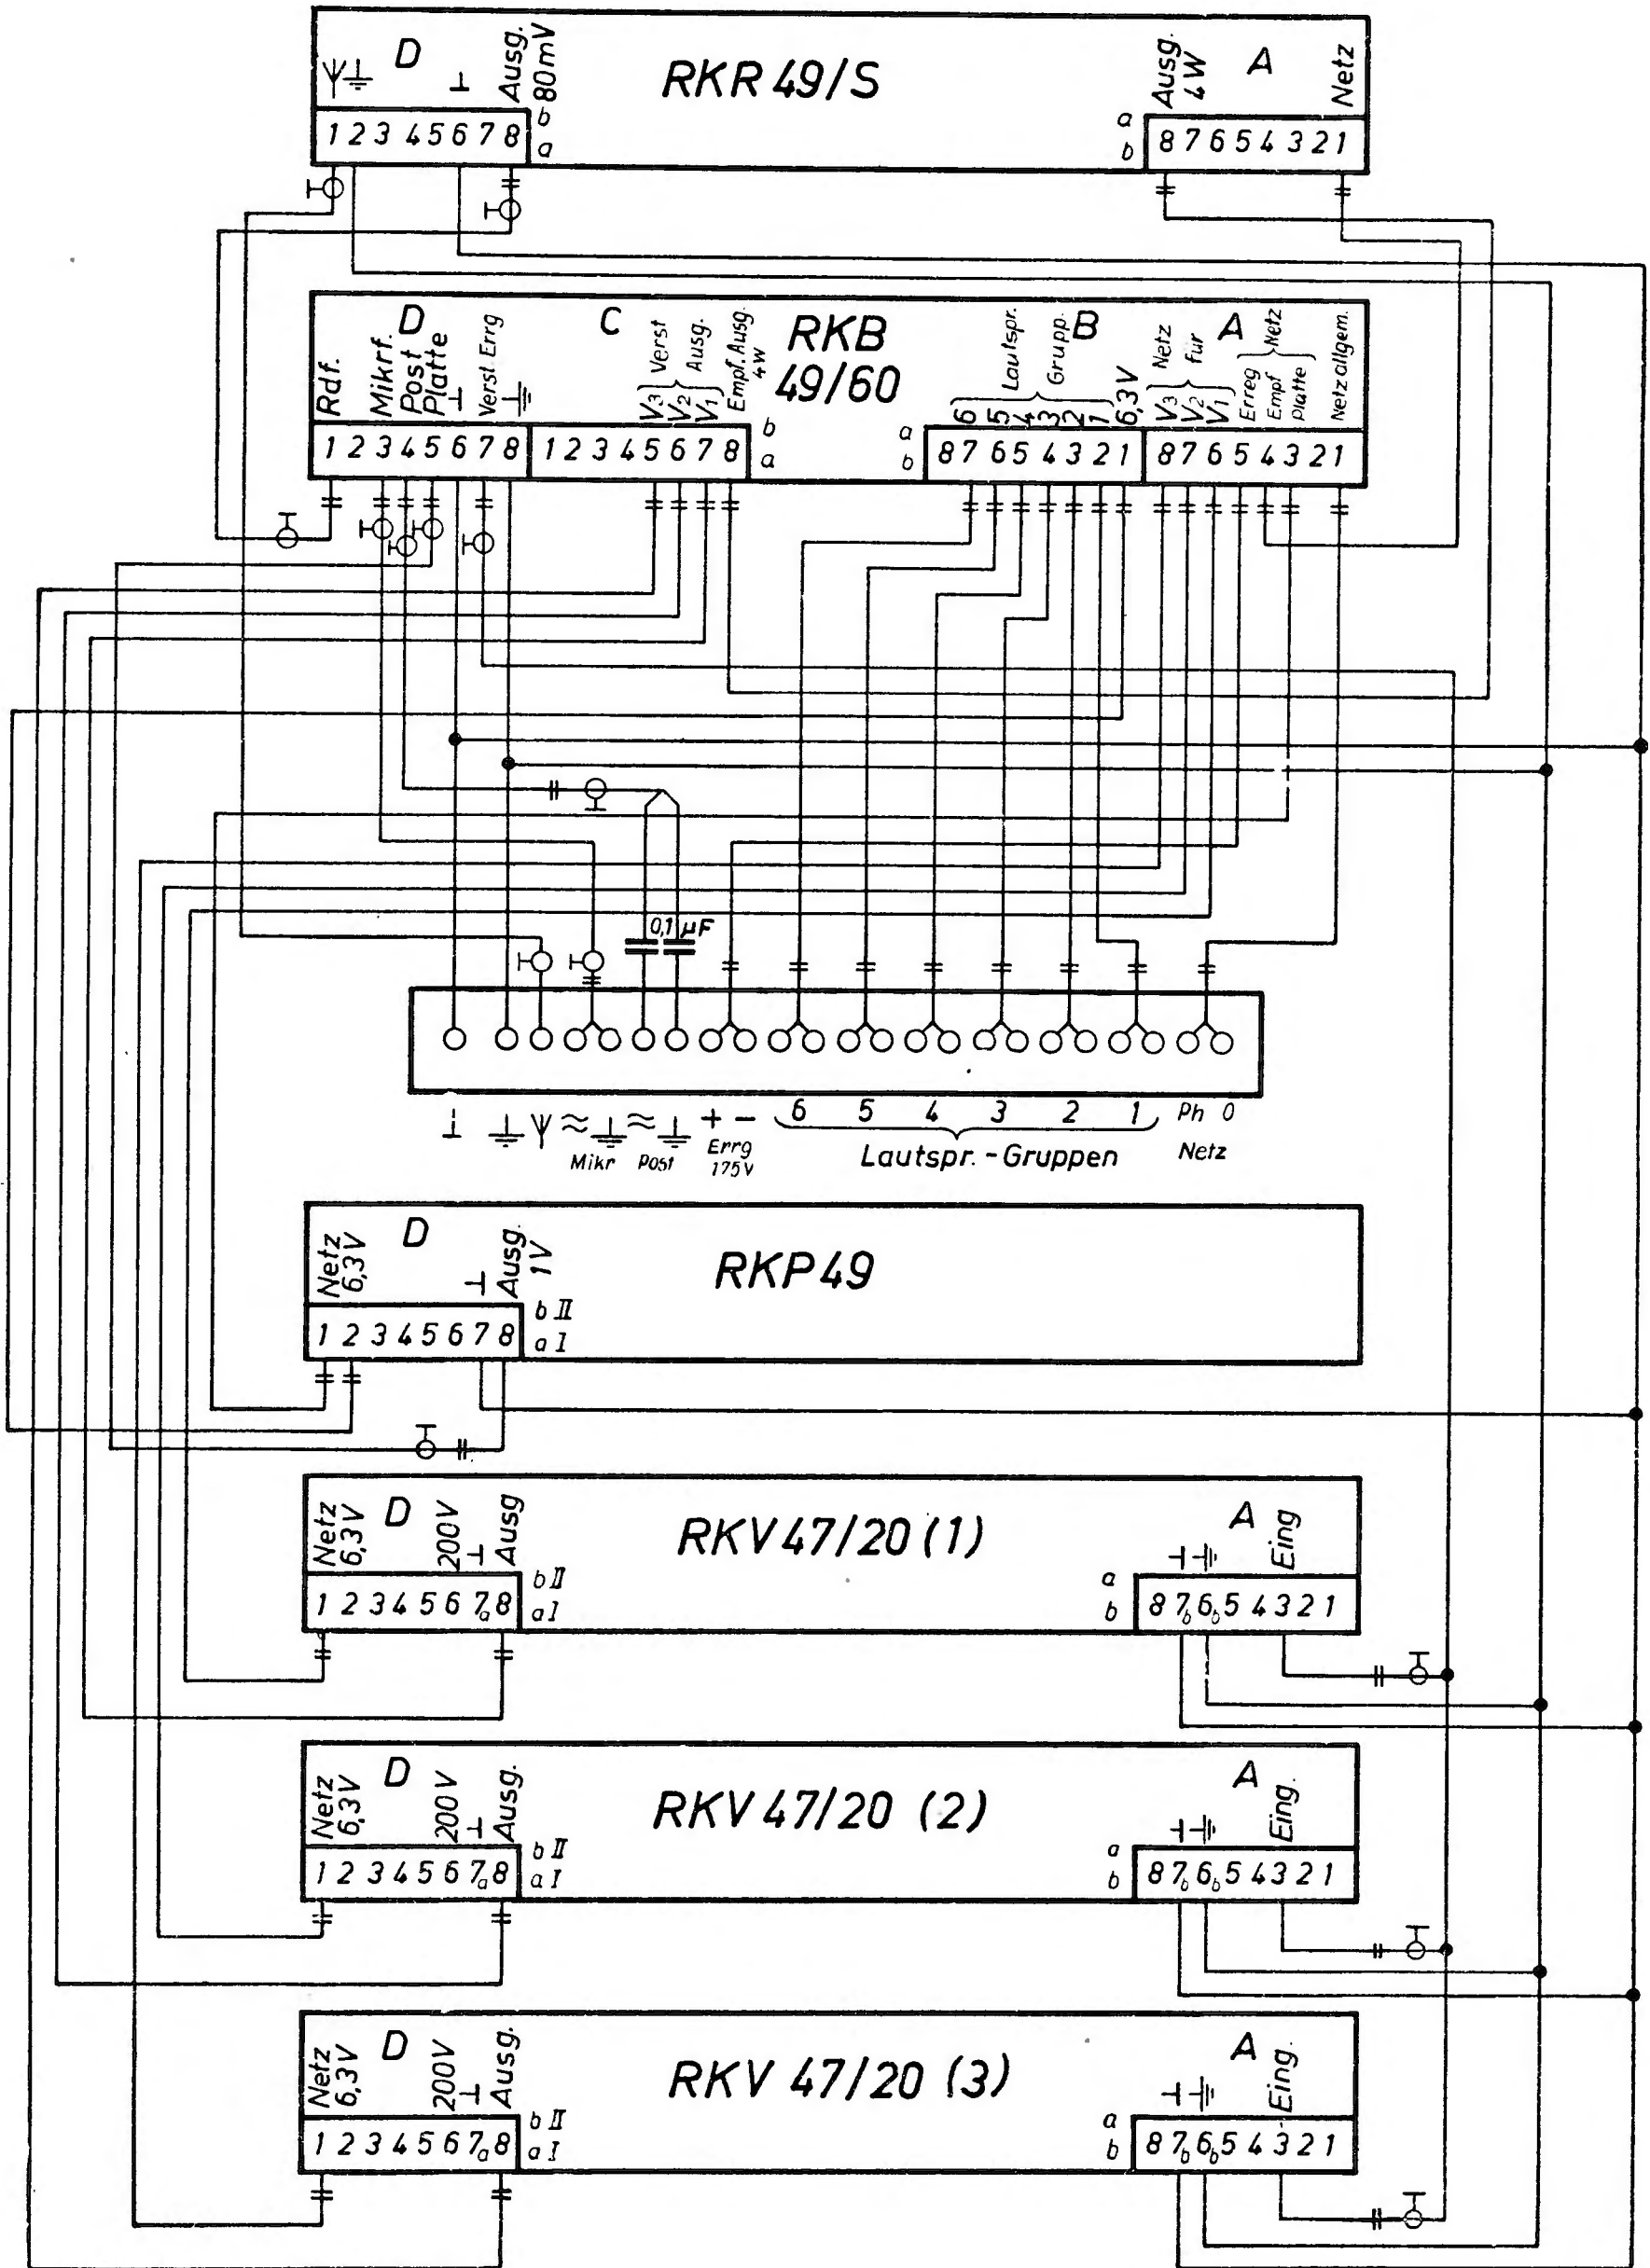 D
Ausg.
80mV
RKR 49/S
Ausg.
4W
A
Netz
b
a
1 2 3 4 5 6 7 8
a
b
8 7 6 5 4 3 2 1
D
Rdf.
Mikrf.
Post
Platte
Verst Errg
C
V3
V2
V1
Verst
Ausg.
Empf. Ausg.
4W
RKB
49/60
B
6
5
4
3
2
1
Lautspr.
Grupp.
6,3V
A
V3
V2
V1
Netz
für
Erreg
Empf
Platte
Netz
Netz allgem.
1 2 3 4 5 6 7 8
1 2 3 4 5 6 7 8
b
a
a
b
8 7 6 5 4 3 2 1
8 7 6 5 4 3 2 1
0,1 µF
+ -
6 5 4 3 2 1
Ph 0
Mikr
Post
Errg
175V
Lautspr. - Gruppen
Netz
Netz
6,3V
D
Ausg.
1V
RKP49
b II
a I
1 2 3 4 5 6 7 8
Netz
6,3V
D
200V
Ausg
RKV 47/20 (1)
A
Eing
b II
a I
1 2 3 4 5 6 7a 8
a
b
8 7b 6b 5 4 3 2 1
Netz
6,3V
D
200V
Ausg.
RKV 47/20 (2)
A
Eing.
b II
a I
1 2 3 4 5 6 7a 8
a
b
8 7b 6b 5 4 3 2 1
Netz
6,3V
D
200V
Ausg.
RKV 47/20 (3)
A
Eing.
b II
a I
1 2 3 4 5 6 7a 8
a
b
8 7b 6b 5 4 3 2 1